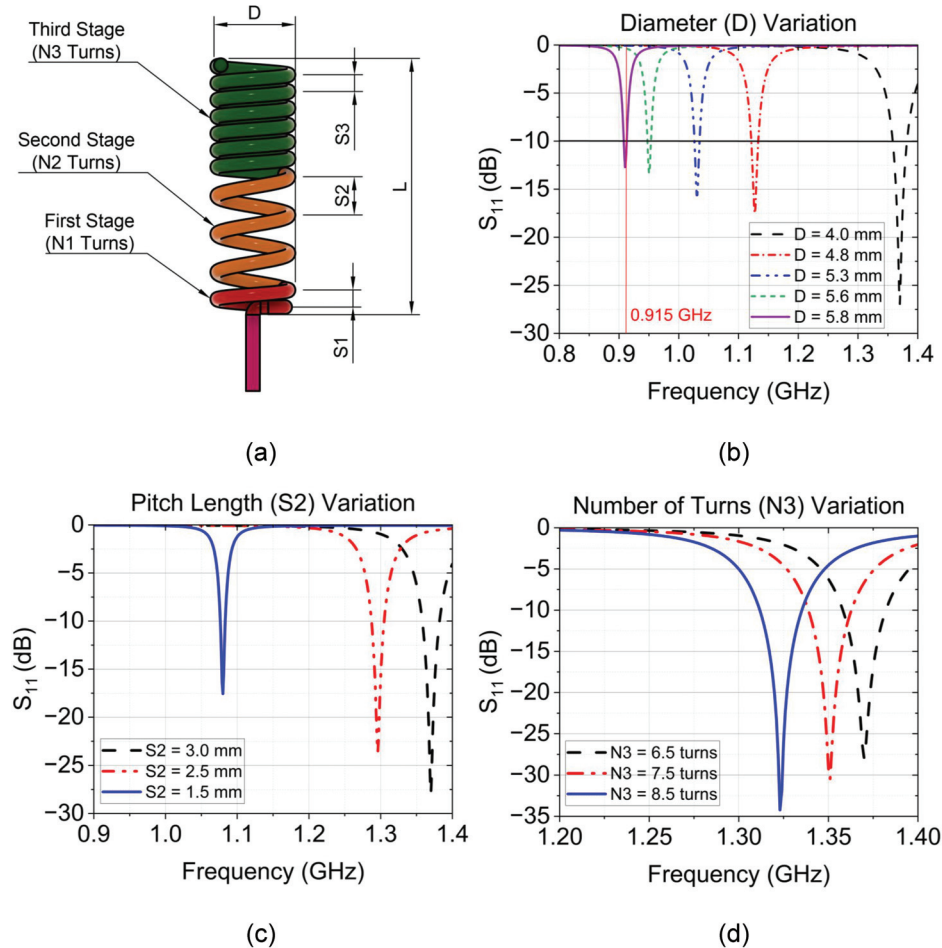 Third Stage
(N3 Turns)
Second Stage
(N2 Turns)
First Stage
(N1 Turns)
D
S3
S2
L
S1
(a)
Diameter (D) Variation
S11 (dB)
0
−5
−10
−15
−20
−25
−30
D = 4.0 mm
D = 4.8 mm
D = 5.3 mm
D = 5.6 mm
D = 5.8 mm
0.915 GHz
0.8 0.9 1.0 1.1 1.2 1.3 1.4
Frequency (GHz)
(b)
Pitch Length (S2) Variation
S11 (dB)
0
−5
−10
−15
−20
−25
−30
S2 = 3.0 mm
S2 = 2.5 mm
S2 = 1.5 mm
0.9 1.0 1.1 1.2 1.3 1.4
Frequency (GHz)
(c)
Number of Turns (N3) Variation
S11 (dB)
0
−5
−10
−15
−20
−25
−30
−35
N3 = 6.5 turns
N3 = 7.5 turns
N3 = 8.5 turns
1.20 1.25 1.30 1.35 1.40
Frequency (GHz)
(d)